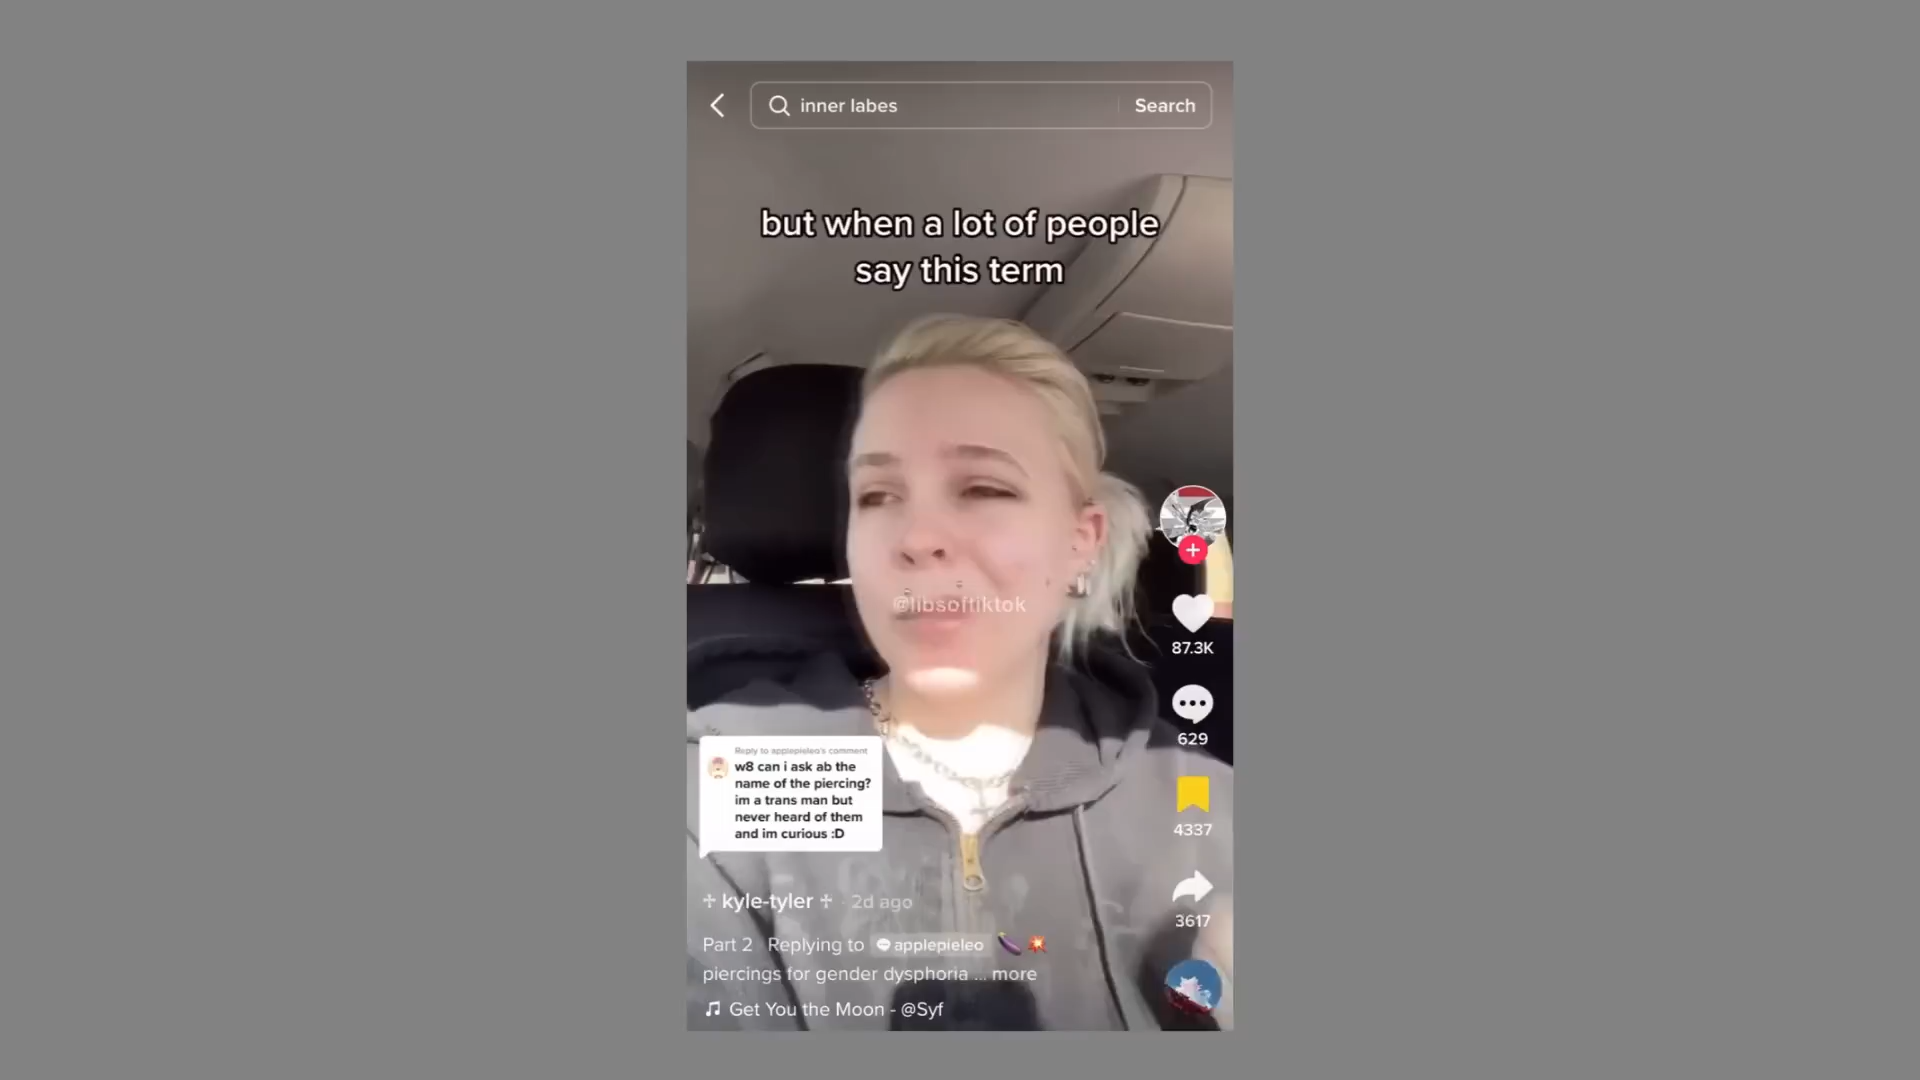 inner labes
Search
but when a lot of people
say this term
@libsoftiktok
87.3K
629
4337
3617
Reply to applepieleo's comment
w8 can i ask ab the
name of the piercing?
im a trans man but
never heard of them
and im curious :D
♱ kyle-tyler ♱ · 2d ago
Part 2 Replying to applepieleo 🍆 💥
piercings for gender dysphoria ... more
Get You the Moon - @Syf